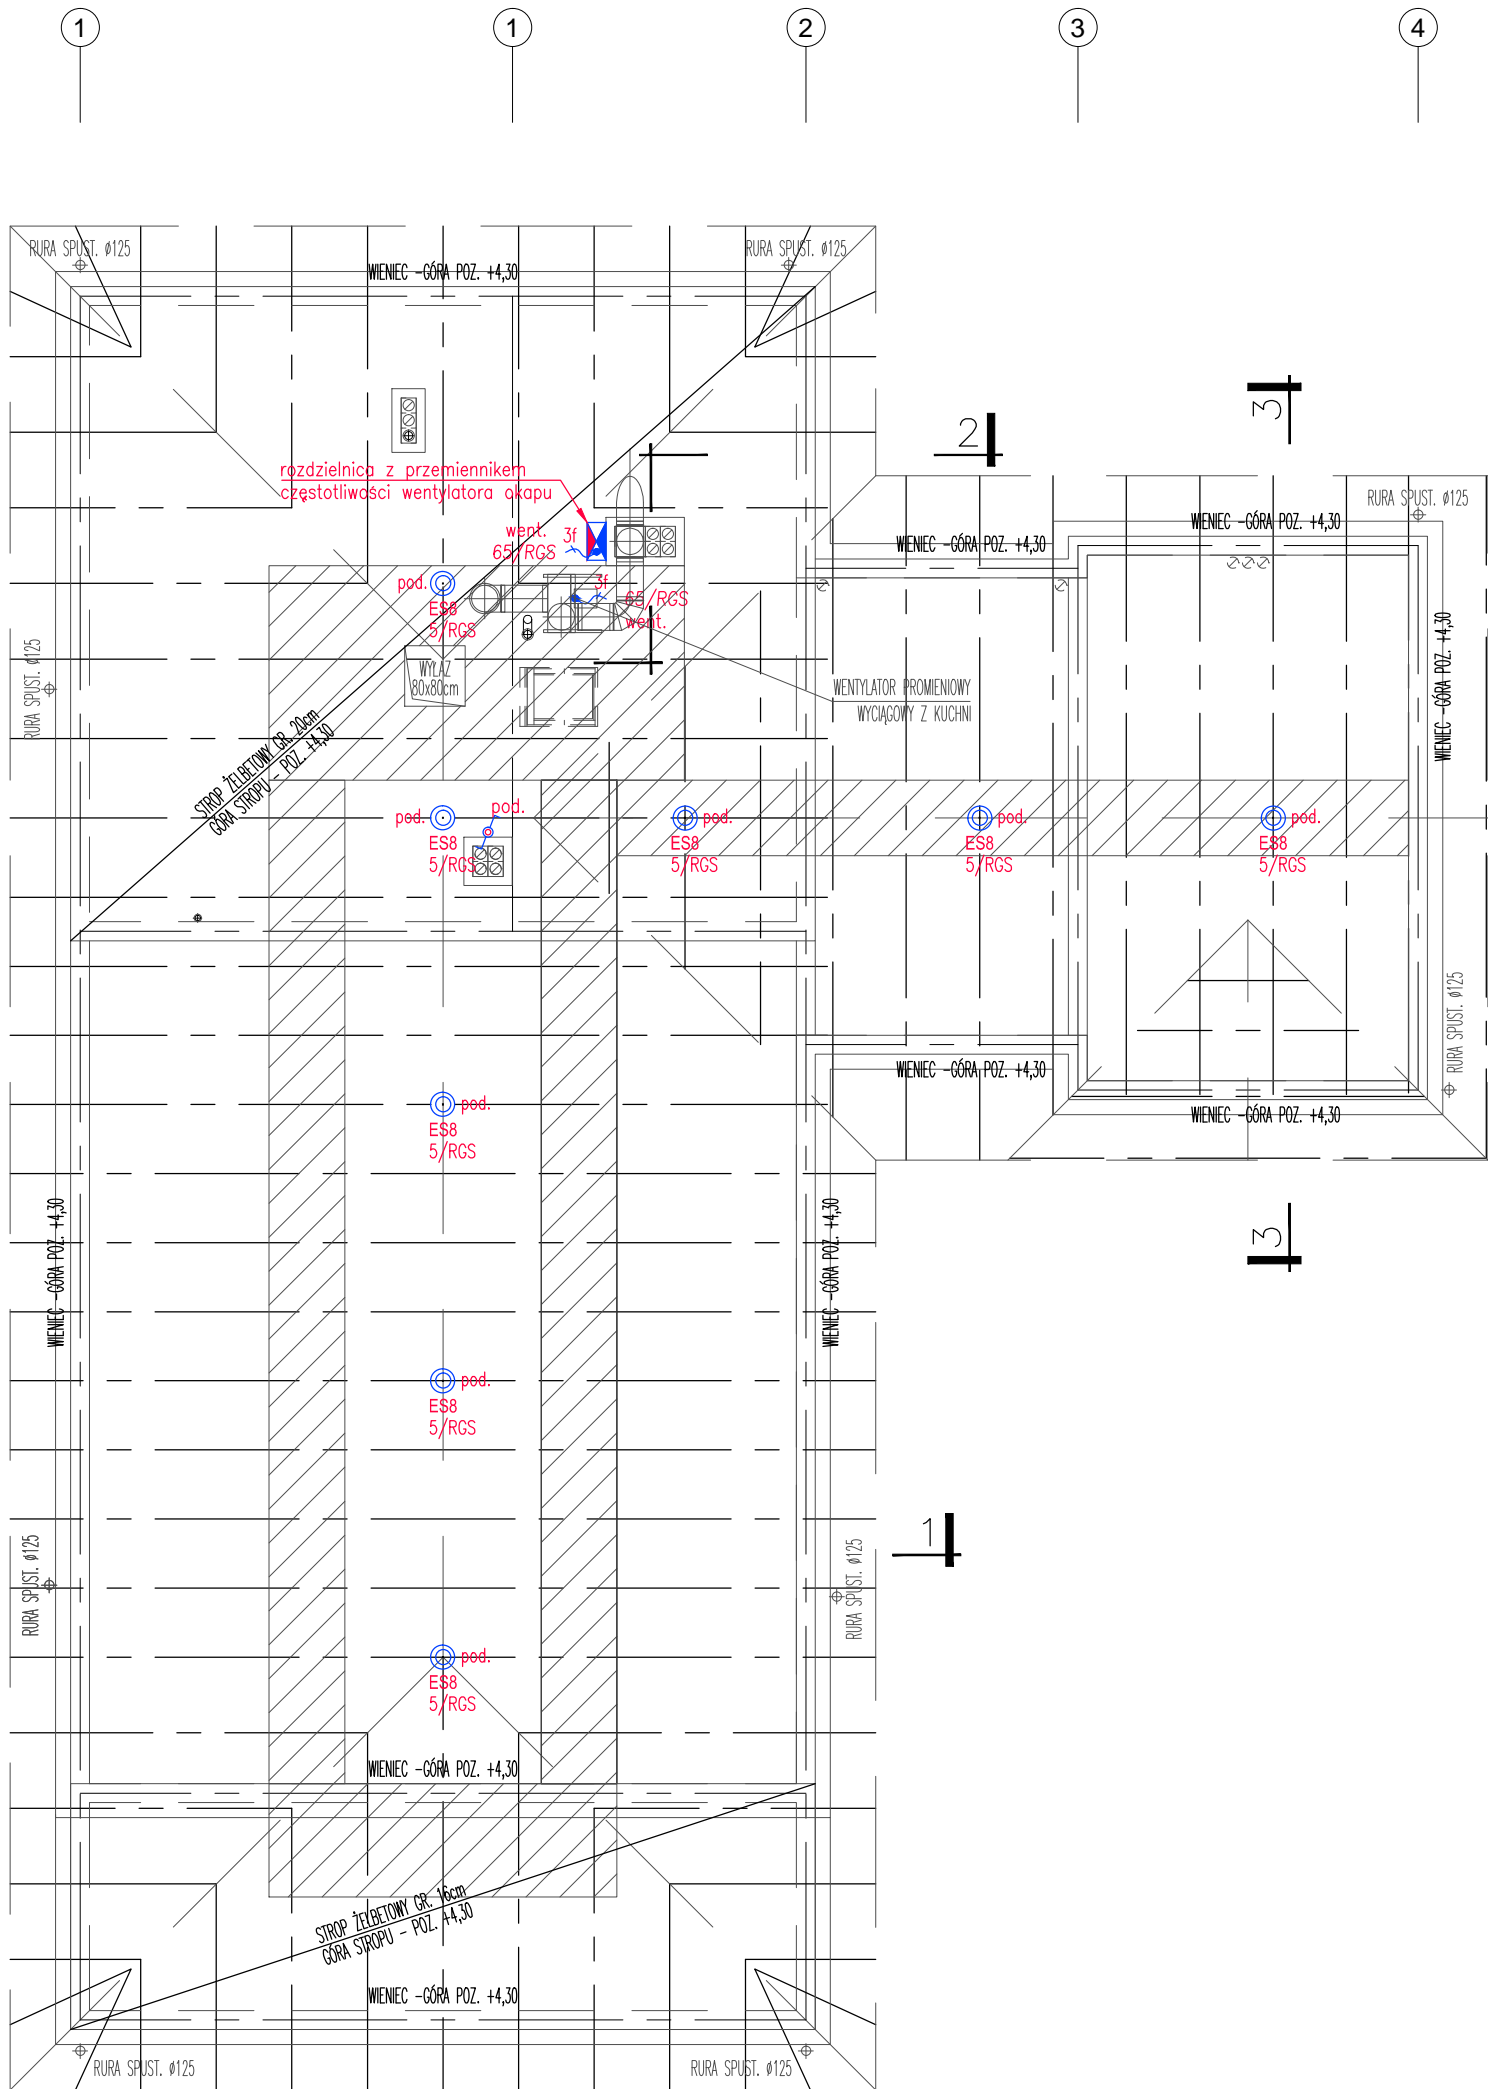 1
1
2
3
4
RURA SPUST. ø125
RURA SPUST. ø125
WIENIEC -GÓRA POZ. +4,30
3
2
rozdzielnica z przemiennikem
częstotliwości wentylatora okapu
RURA SPUST. ø125
WIENIEC -GÓRA POZ. +4,30
went.
3f
65/RGS
WIENIEC -GÓRA POZ. +4,30
pod.
ES8
5/RGS
3f
65/RGS
went.
WIENIEC -GÓRA POZ. +4,30
RURA SPUST. ø125
WYŁAZ
80x80cm
WENTYLATOR PROMIENIOWY
WYCIĄGOWY Z KUCHNI
STROP ŻELBETOWY GR. 20cm
GÓRA STROPU - POZ. +4,30
pod.
pod.
ES8
5/RGS
pod.
ES8
5/RGS
pod.
ES8
5/RGS
pod.
ES8
5/RGS
RURA SPUST. ø125
WIENIEC -GÓRA POZ. +4,30
WIENIEC -GÓRA POZ. +4,30
pod.
ES8
5/RGS
3
WIENIEC -GÓRA POZ. +4,30
WIENIEC -GÓRA POZ. +4,30
pod.
ES8
5/RGS
1
RURA SPUST. ø125
RURA SPUST. ø125
pod.
ES8
5/RGS
WIENIEC -GÓRA POZ. +4,30
STROP ŻELBETOWY GR. 16cm
GÓRA STROPU - POZ. +4,30
WIENIEC -GÓRA POZ. +4,30
RURA SPUST. ø125
RURA SPUST. ø125